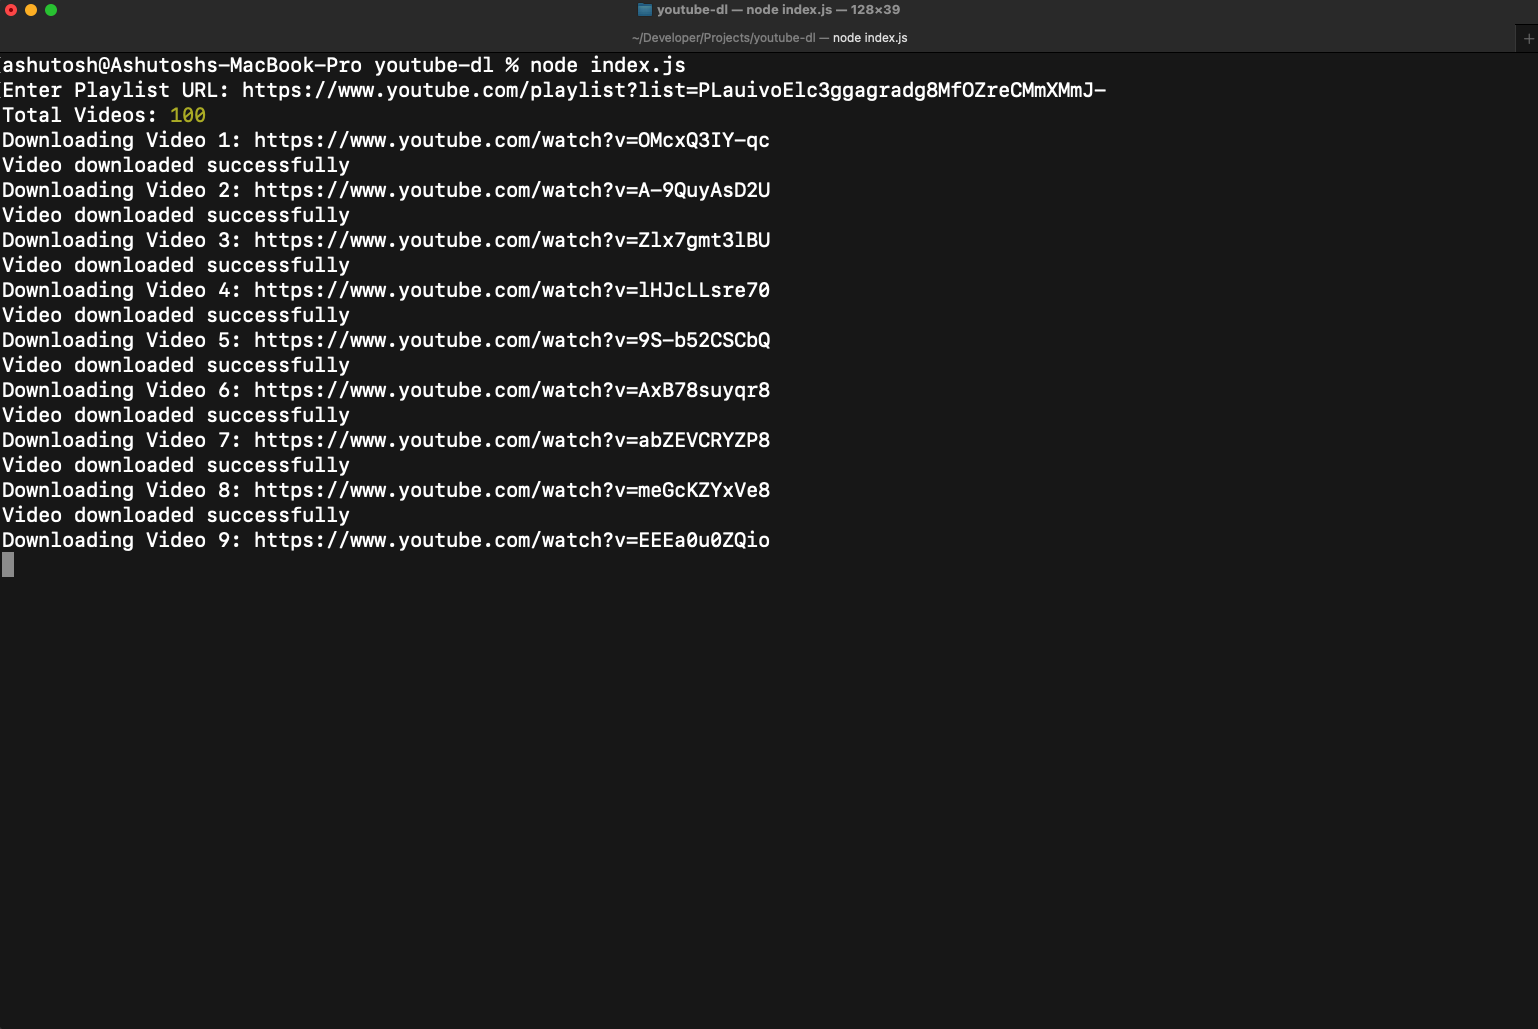 youtube-dl — node index.js — 128×39
~/Developer/Projects/youtube-dl — node index.js
ashutosh@Ashutoshs-MacBook-Pro youtube-dl % node index.js
Enter Playlist URL: https://www.youtube.com/playlist?list=PLauivoElc3ggagradg8MfOZreCMmXMmJ-
Total Videos: 100
Downloading Video 1: https://www.youtube.com/watch?v=OMcxQ3IY-qc
Video downloaded successfully
Downloading Video 2: https://www.youtube.com/watch?v=A-9QuyAsD2U
Video downloaded successfully
Downloading Video 3: https://www.youtube.com/watch?v=Zlx7gmt3lBU
Video downloaded successfully
Downloading Video 4: https://www.youtube.com/watch?v=lHJcLLsre70
Video downloaded successfully
Downloading Video 5: https://www.youtube.com/watch?v=9S-b52CSCbQ
Video downloaded successfully
Downloading Video 6: https://www.youtube.com/watch?v=AxB78suyqr8
Video downloaded successfully
Downloading Video 7: https://www.youtube.com/watch?v=abZEVCRYZP8
Video downloaded successfully
Downloading Video 8: https://www.youtube.com/watch?v=meGcKZYxVe8
Video downloaded successfully
Downloading Video 9: https://www.youtube.com/watch?v=EEEa0u0ZQio